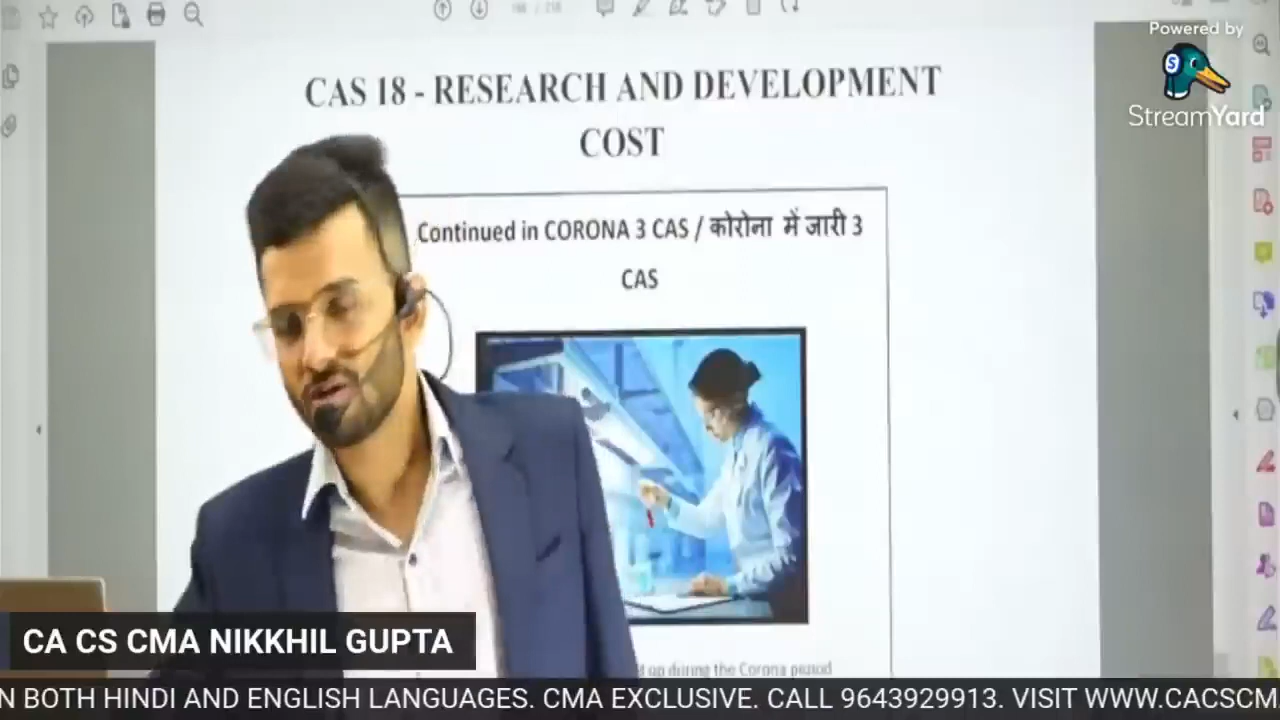 Powered by
StreamYard
CAS 18 - RESEARCH AND DEVELOPMENT
COST
Continued in CORONA 3 CAS / कोरोना में जारी 3
CAS
up during the Corona period
CA CS CMA NIKKHIL GUPTA
N BOTH HINDI AND ENGLISH LANGUAGES. CMA EXCLUSIVE. CALL 9643929913. VISIT WWW.CACSCM